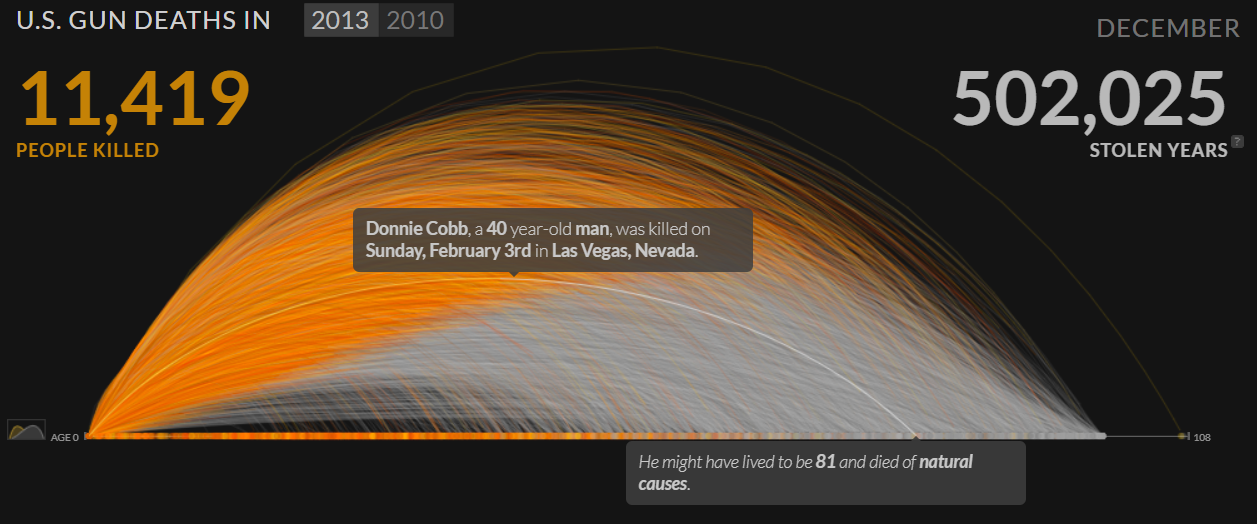 U.S. GUN DEATHS IN 2013 2010
DECEMBER
11,419
PEOPLE KILLED
502,025
STOLEN YEARS ?
Donnie Cobb, a 40 year-old man, was killed on
Sunday, February 3rd in Las Vegas, Nevada.
AGE 0
108
He might have lived to be 81 and died of natural
causes.